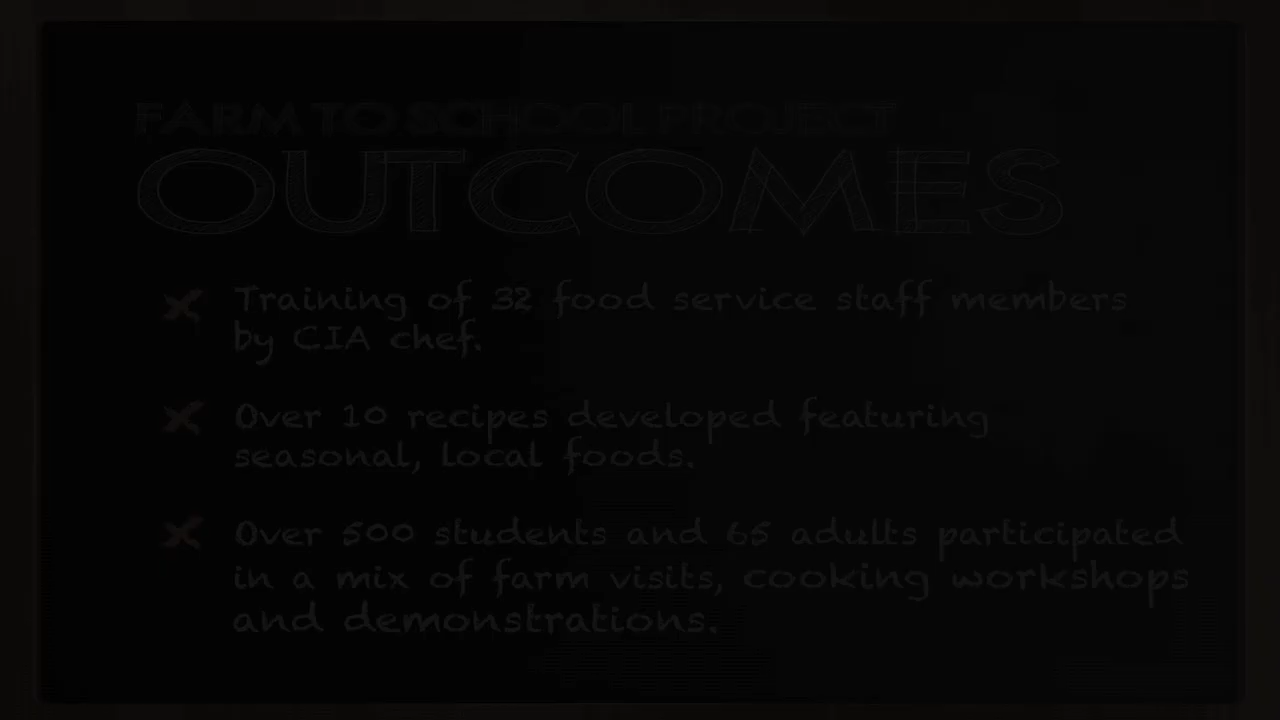 FARM TO SCHOOL PROJECT
OUTCOMES
Training of 32 food service staff members
by CIA chef.
Over 10 recipes developed featuring
seasonal, local foods.
Over 500 students and 65 adults participated
in a mix of farm visits, cooking workshops
and demonstrations.